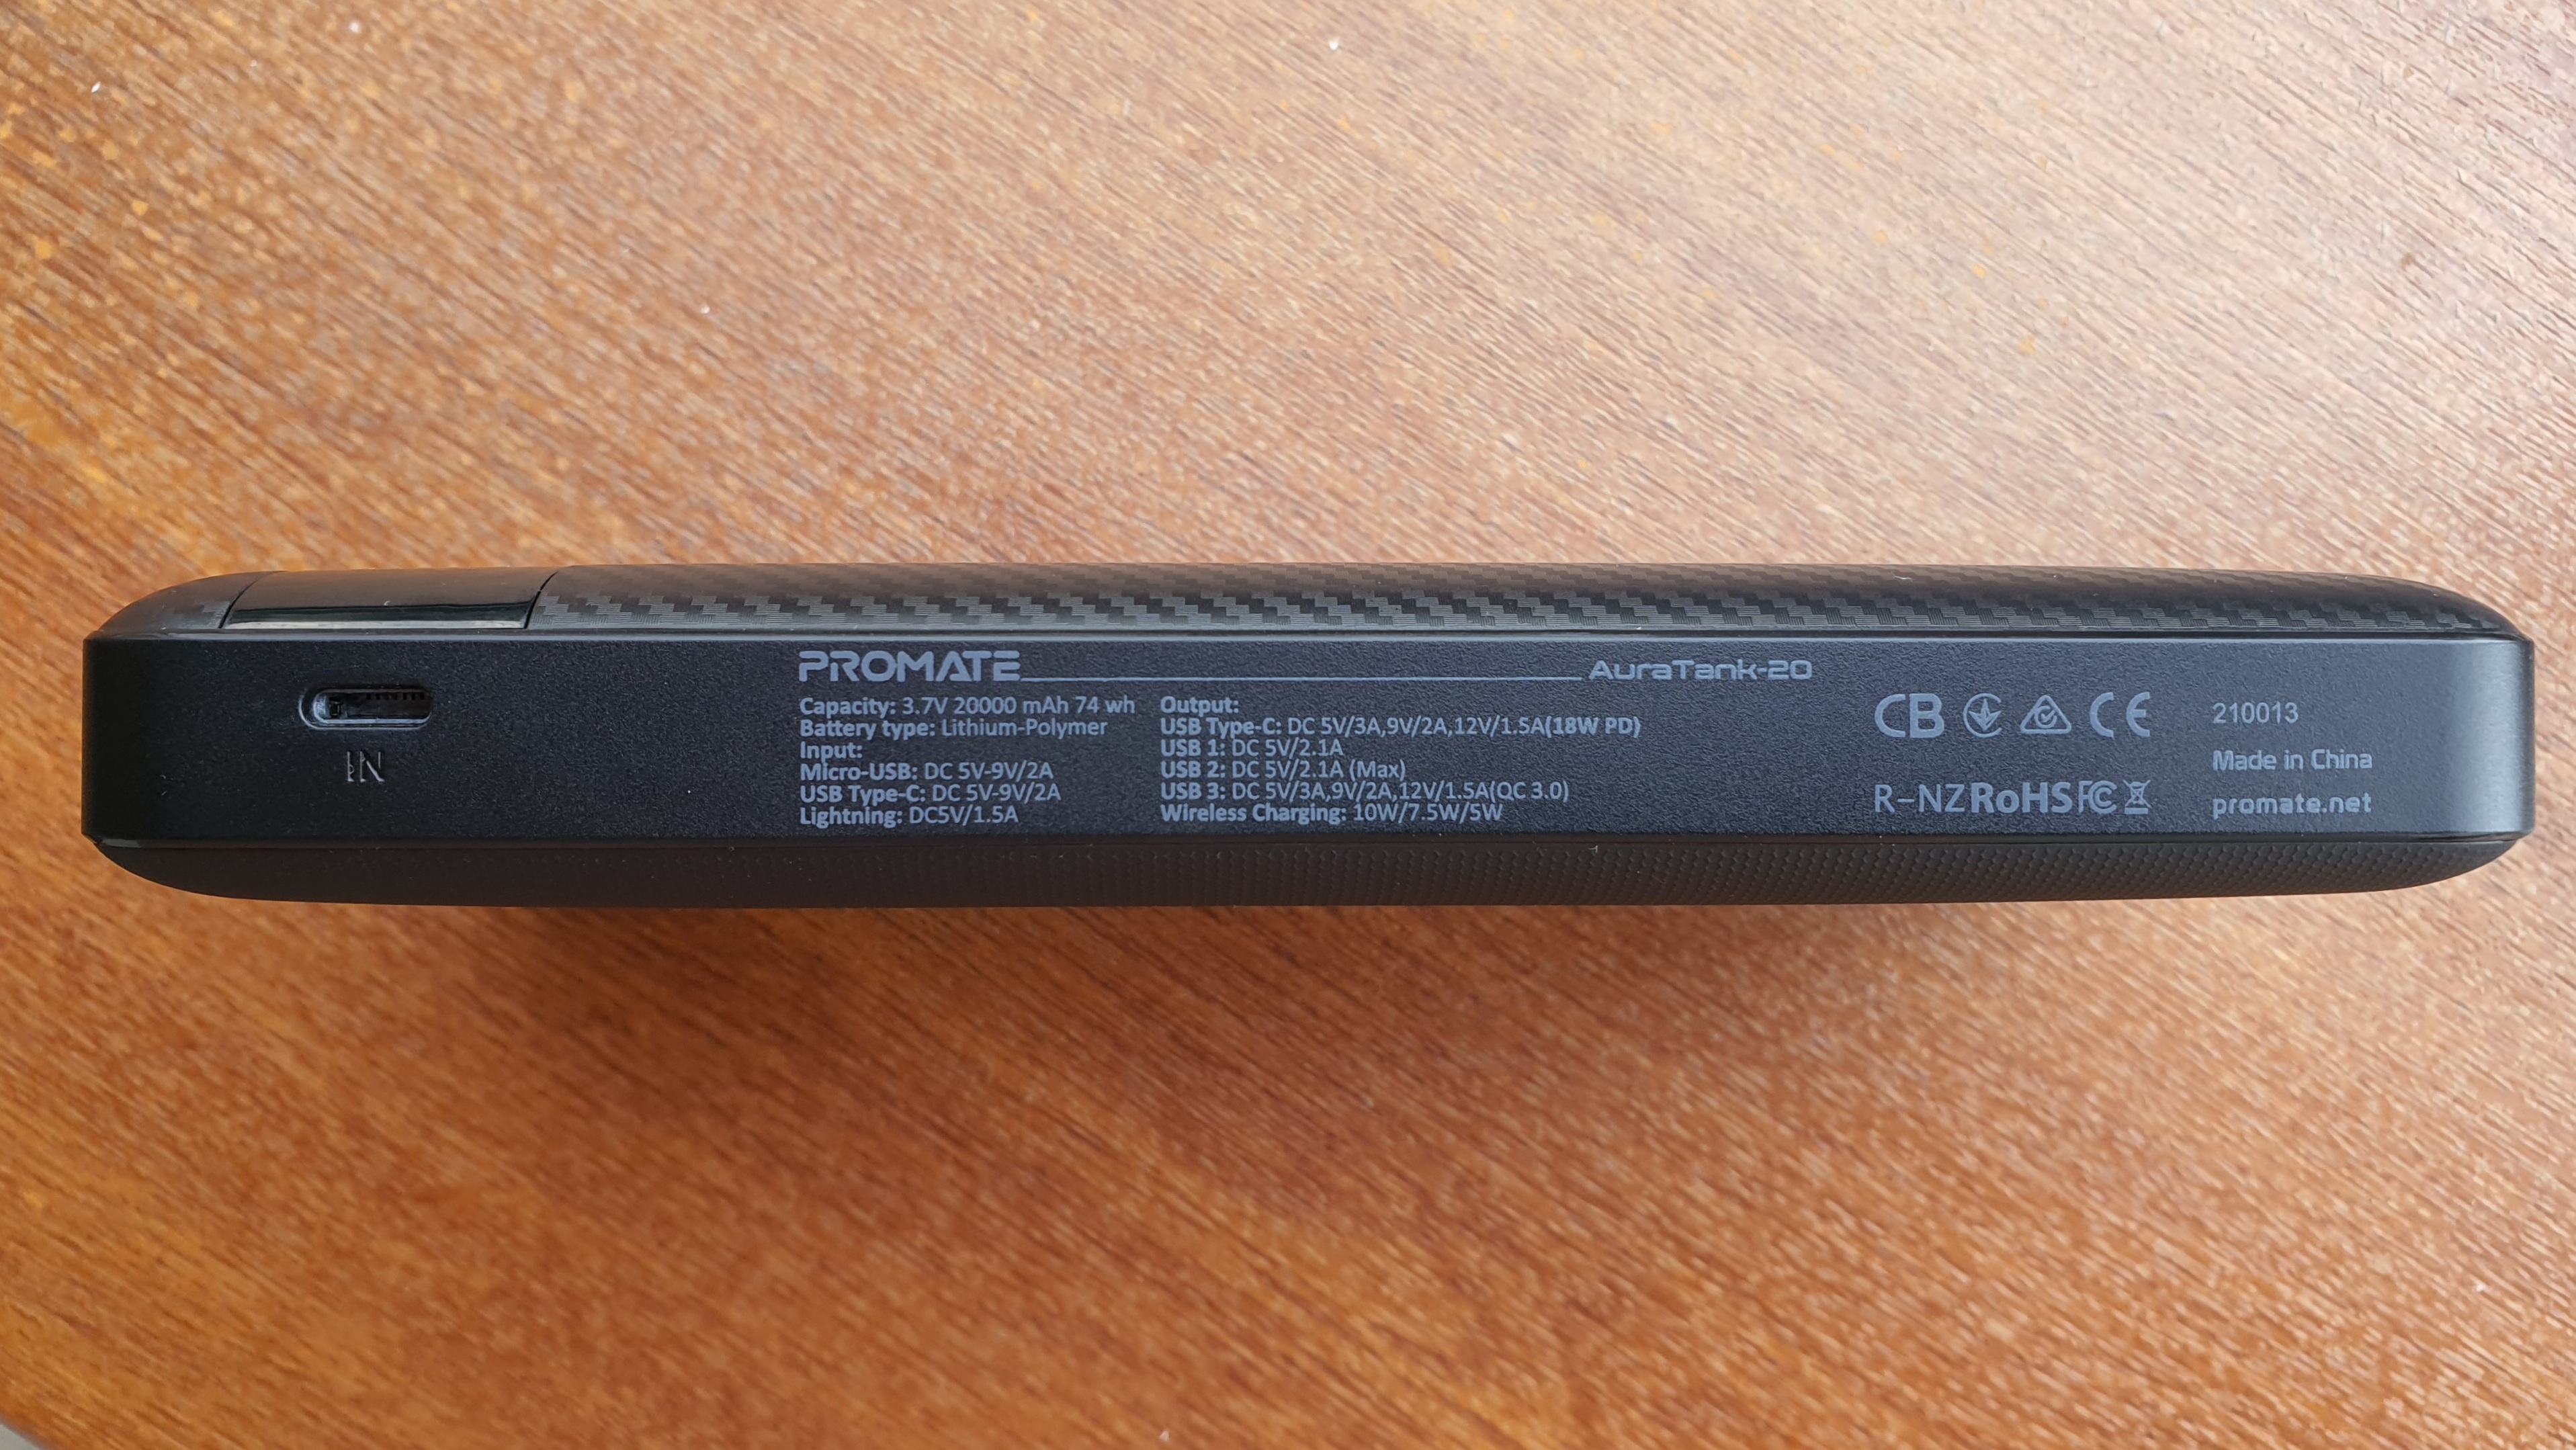 PROMATE
AuraTank-20
Capacity: 3.7V 20000 mAh 74 wh
Battery type: Lithium-Polymer
Input:
Micro-USB: DC 5V-9V/2A
USB Type-C: DC 5V-9V/2A
Lightning: DC5V/1.5A
Output:
USB Type-C: DC 5V/3A,9V/2A,12V/1.5A(18W PD)
USB 1: DC 5V/2.1A
USB 2: DC 5V/2.1A (Max)
USB 3: DC 5V/3A,9V/2A,12V/1.5A(QC 3.0)
Wireless Charging: 10W/7.5W/5W
CB CE
R-NZ RoHS FC
210013
Made in China
promate.net
IN